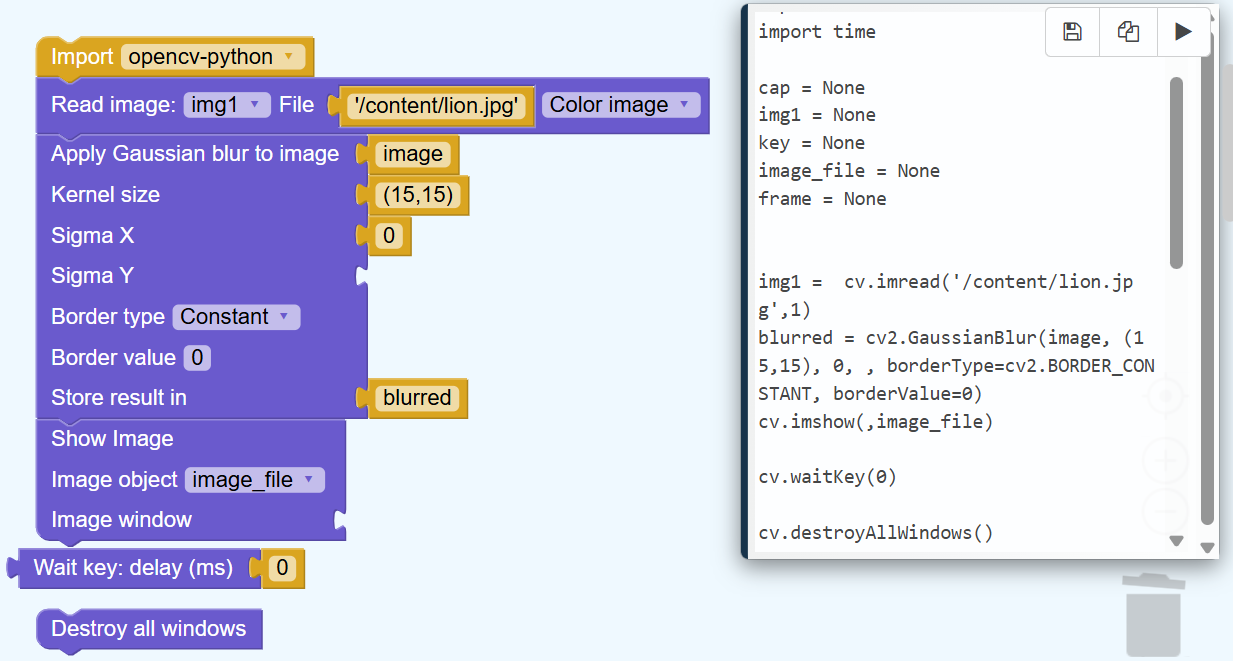 Import opencv-python
Read image: img1 File '/content/lion.jpg' Color image
Apply Gaussian blur to image image
Kernel size (15,15)
Sigma X 0
Sigma Y
Border type Constant
Border value 0
Store result in blurred
Show Image
Image object image_file
Image window
Wait key: delay (ms) 0
Destroy all windows
import time
cap = None
img1 = None
key = None
image_file = None
frame = None
img1 =  cv.imread('/content/lion.jp
g',1)
blurred = cv2.GaussianBlur(image, (1
5,15), 0, , borderType=cv2.BORDER_CON
STANT, borderValue=0)
cv.imshow(,image_file)
cv.waitKey(0)
cv.destroyAllWindows()